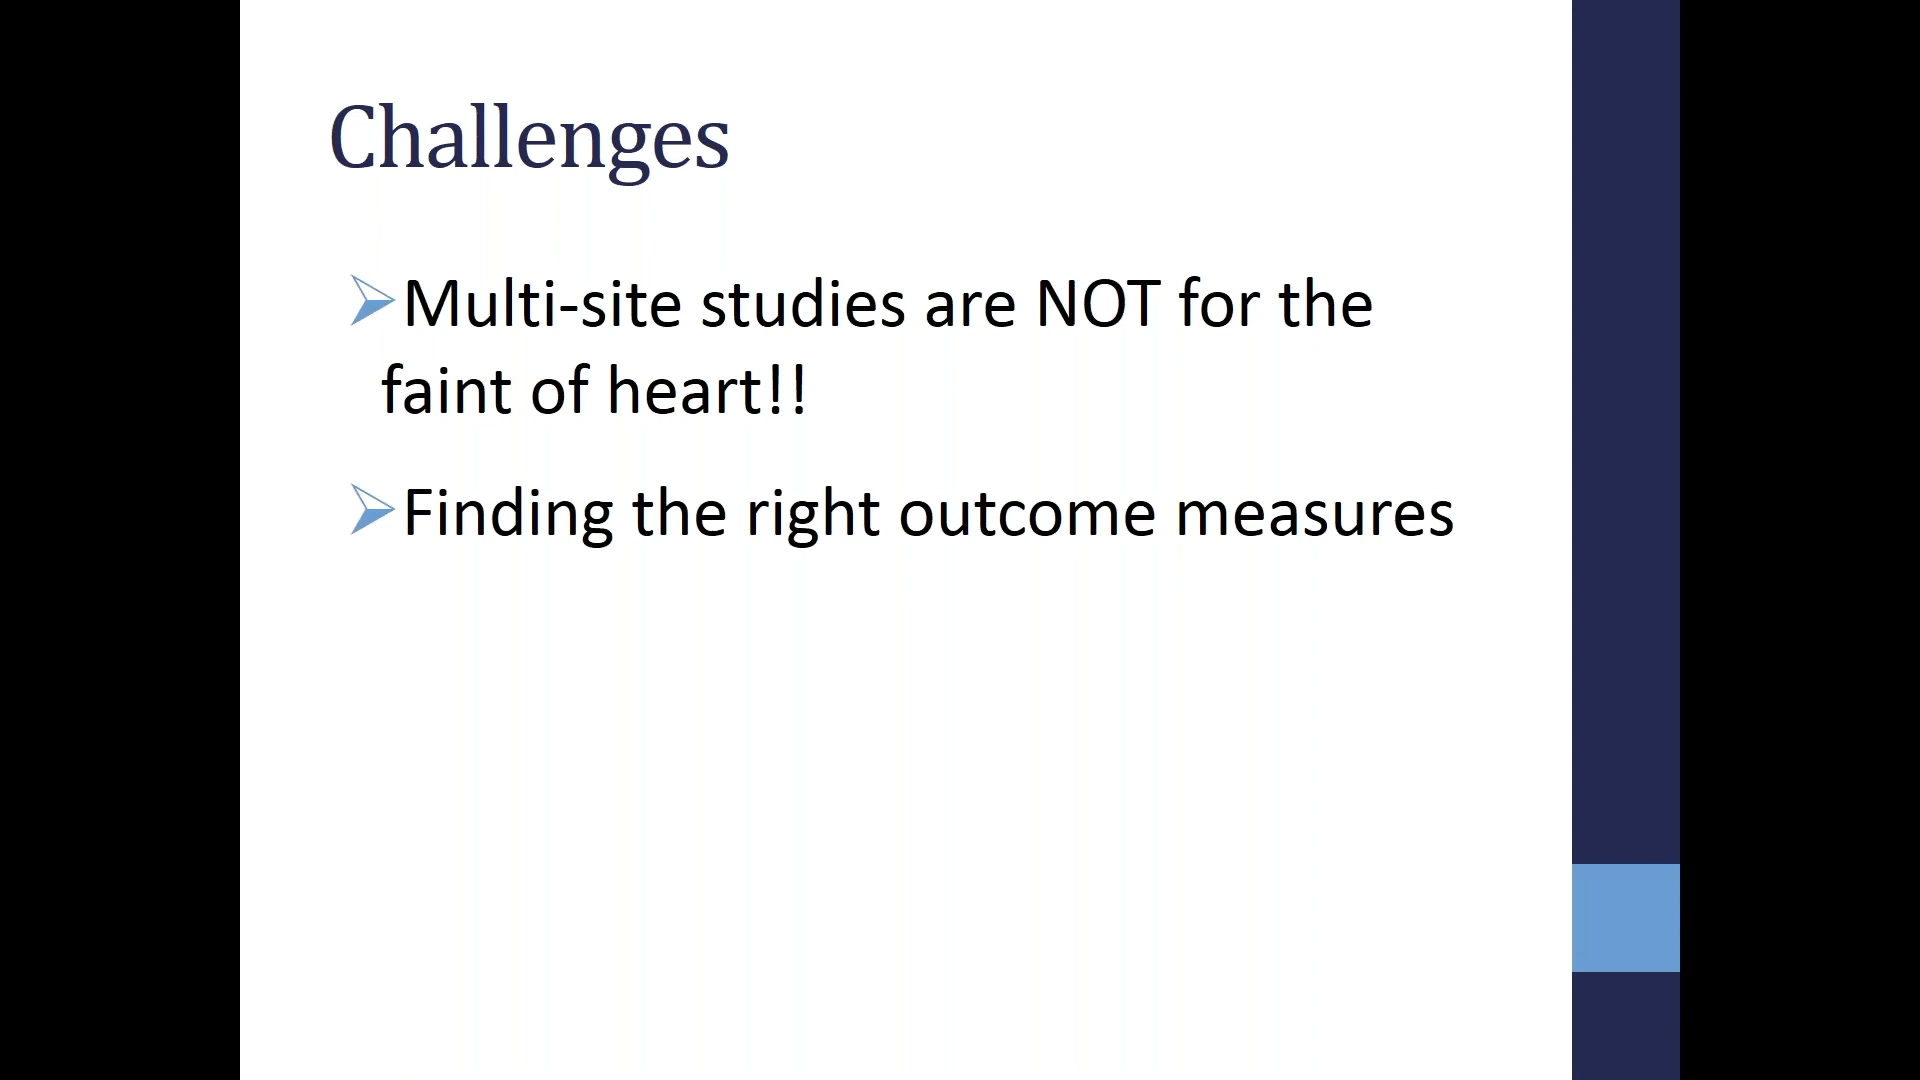 Challenges
Multi-site studies are NOT for the
faint of heart!!
Finding the right outcome measures